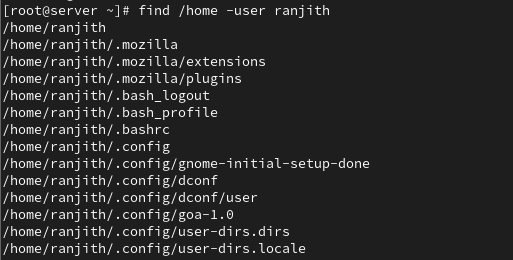 [root@server ~]# find /home -user ranjith
/home/ranjith
/home/ranjith/.mozilla
/home/ranjith/.mozilla/extensions
/home/ranjith/.mozilla/plugins
/home/ranjith/.bash_logout
/home/ranjith/.bash_profile
/home/ranjith/.bashrc
/home/ranjith/.config
/home/ranjith/.config/gnome-initial-setup-done
/home/ranjith/.config/dconf
/home/ranjith/.config/dconf/user
/home/ranjith/.config/goa-1.0
/home/ranjith/.config/user-dirs.dirs
/home/ranjith/.config/user-dirs.locale